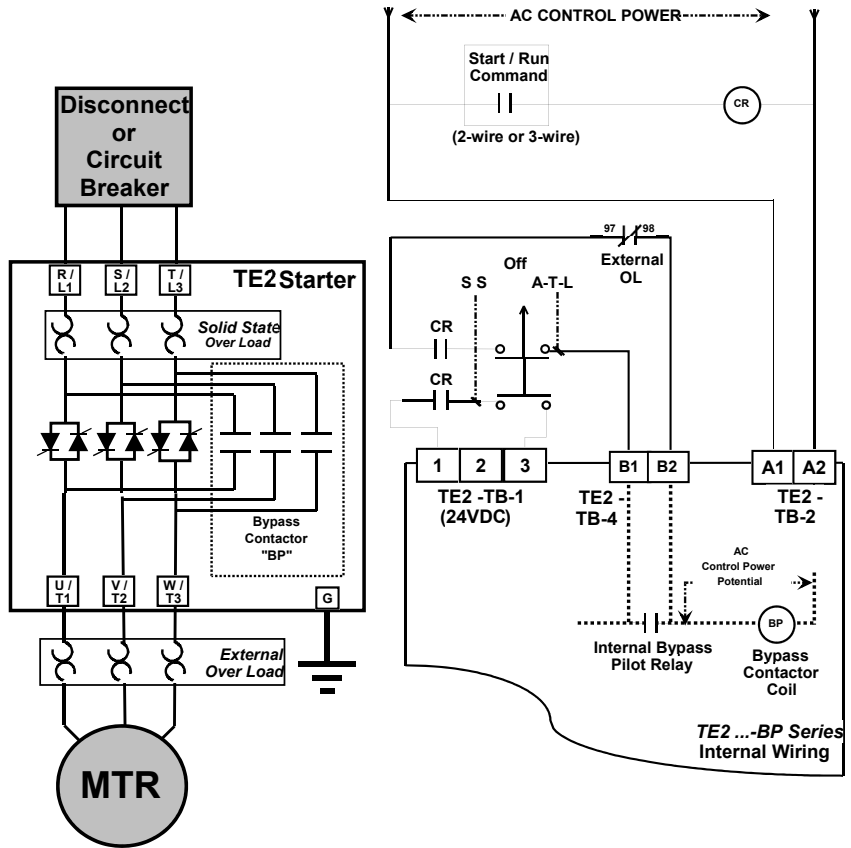 AC CONTROL POWER
Start / Run
Command
CR
(2-wire or 3-wire)
Disconnect
or
Circuit
Breaker
R /
L1
S /
L2
T /
L3
TE2 Starter
Solid State
Over Load
Bypass
Contactor
"BP"
U /
T1
V /
T2
W /
T3
G
External
Over Load
MTR
97
98
External
OL
Off
S S
A-T-L
CR
CR
1
2
3
B1
B2
A1
A2
TE2 -TB-1
(24VDC)
TE2 -
TB-4
TE2 -
TB-2
AC
Control Power
Potential
BP
Internal Bypass
Pilot Relay
Bypass
Contactor
Coil
TE2 ...-BP Series
Internal Wiring